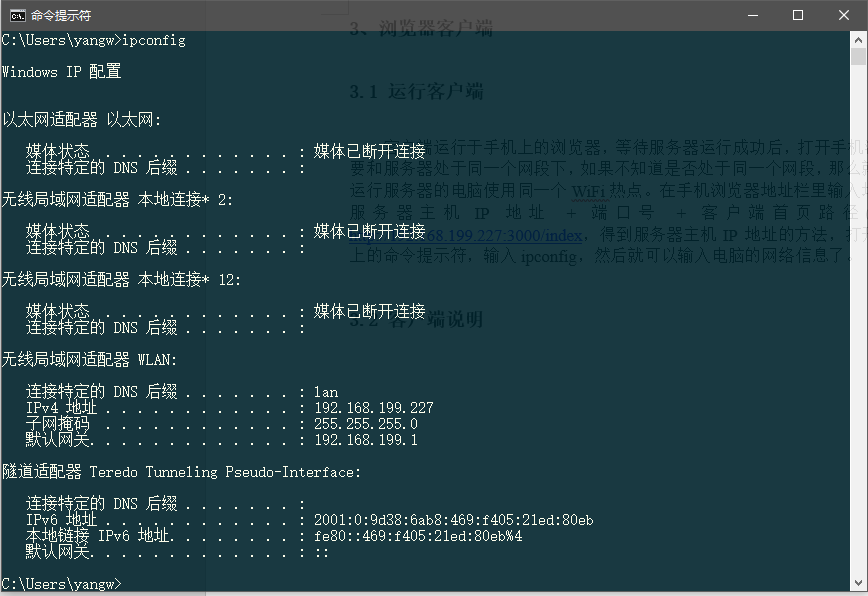 命令提示符
C:\Users\yangw>ipconfig
Windows IP 配置
以太网适配器 以太网:
媒体状态 . . . . . . . . . . . . : 媒体已断开连接
连接特定的 DNS 后缀 . . . . . . . :
无线局域网适配器 本地连接* 2:
媒体状态 . . . . . . . . . . . . : 媒体已断开连接
连接特定的 DNS 后缀 . . . . . . . :
无线局域网适配器 本地连接* 12:
媒体状态 . . . . . . . . . . . . : 媒体已断开连接
连接特定的 DNS 后缀 . . . . . . . :
无线局域网适配器 WLAN:
连接特定的 DNS 后缀 . . . . . . . : lan
IPv4 地址 . . . . . . . . . . . . : 192.168.199.227
子网掩码 . . . . . . . . . . . . : 255.255.255.0
默认网关. . . . . . . . . . . . . : 192.168.199.1
隧道适配器 Teredo Tunneling Pseudo-Interface:
连接特定的 DNS 后缀 . . . . . . . :
IPv6 地址 . . . . . . . . . . . . : 2001:0:9d38:6ab8:469:f405:21ed:80eb
本地链接 IPv6 地址. . . . . . . . : fe80::469:f405:21ed:80eb%4
默认网关. . . . . . . . . . . . . : ::
C:\Users\yangw>
3、浏览器客户端
3.1 运行客户端
端运行于手机上的浏览器，等待服务器运行成功后，打开手机
要和服务器处于同一个网段下，如果不知道是否处于同一个网段，那么
运行服务器的电脑使用同一个 WiFi 热点。在手机浏览器地址栏里输入
服务器主机 IP 地址 + 端口号 + 客户端首页路径
68.199.227:3000/index，得到服务器主机 IP 地址的方法，打
上的命令提示符，输入 ipconfig，然后就可以输入电脑的网络信息了。
3.2 客户端说明